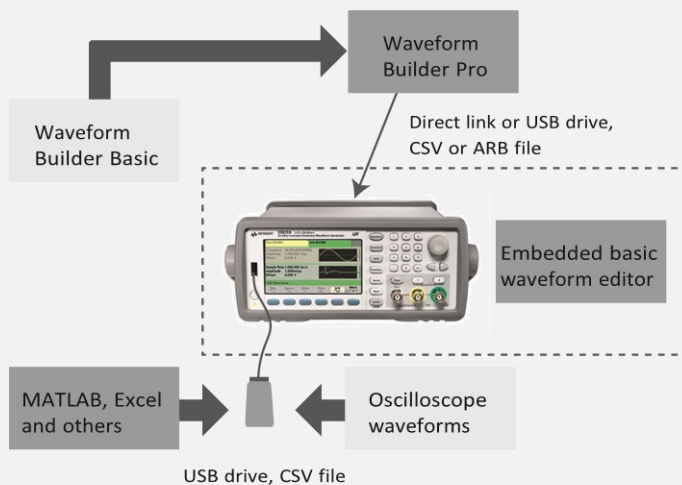 Waveform
Builder Pro
Waveform
Builder Basic
Direct link or USB drive,
CSV or ARB file
KEYSIGHT
Embedded basic
waveform editor
MATLAB, Excel
and others
Oscilloscope
waveforms
USB drive, CSV file